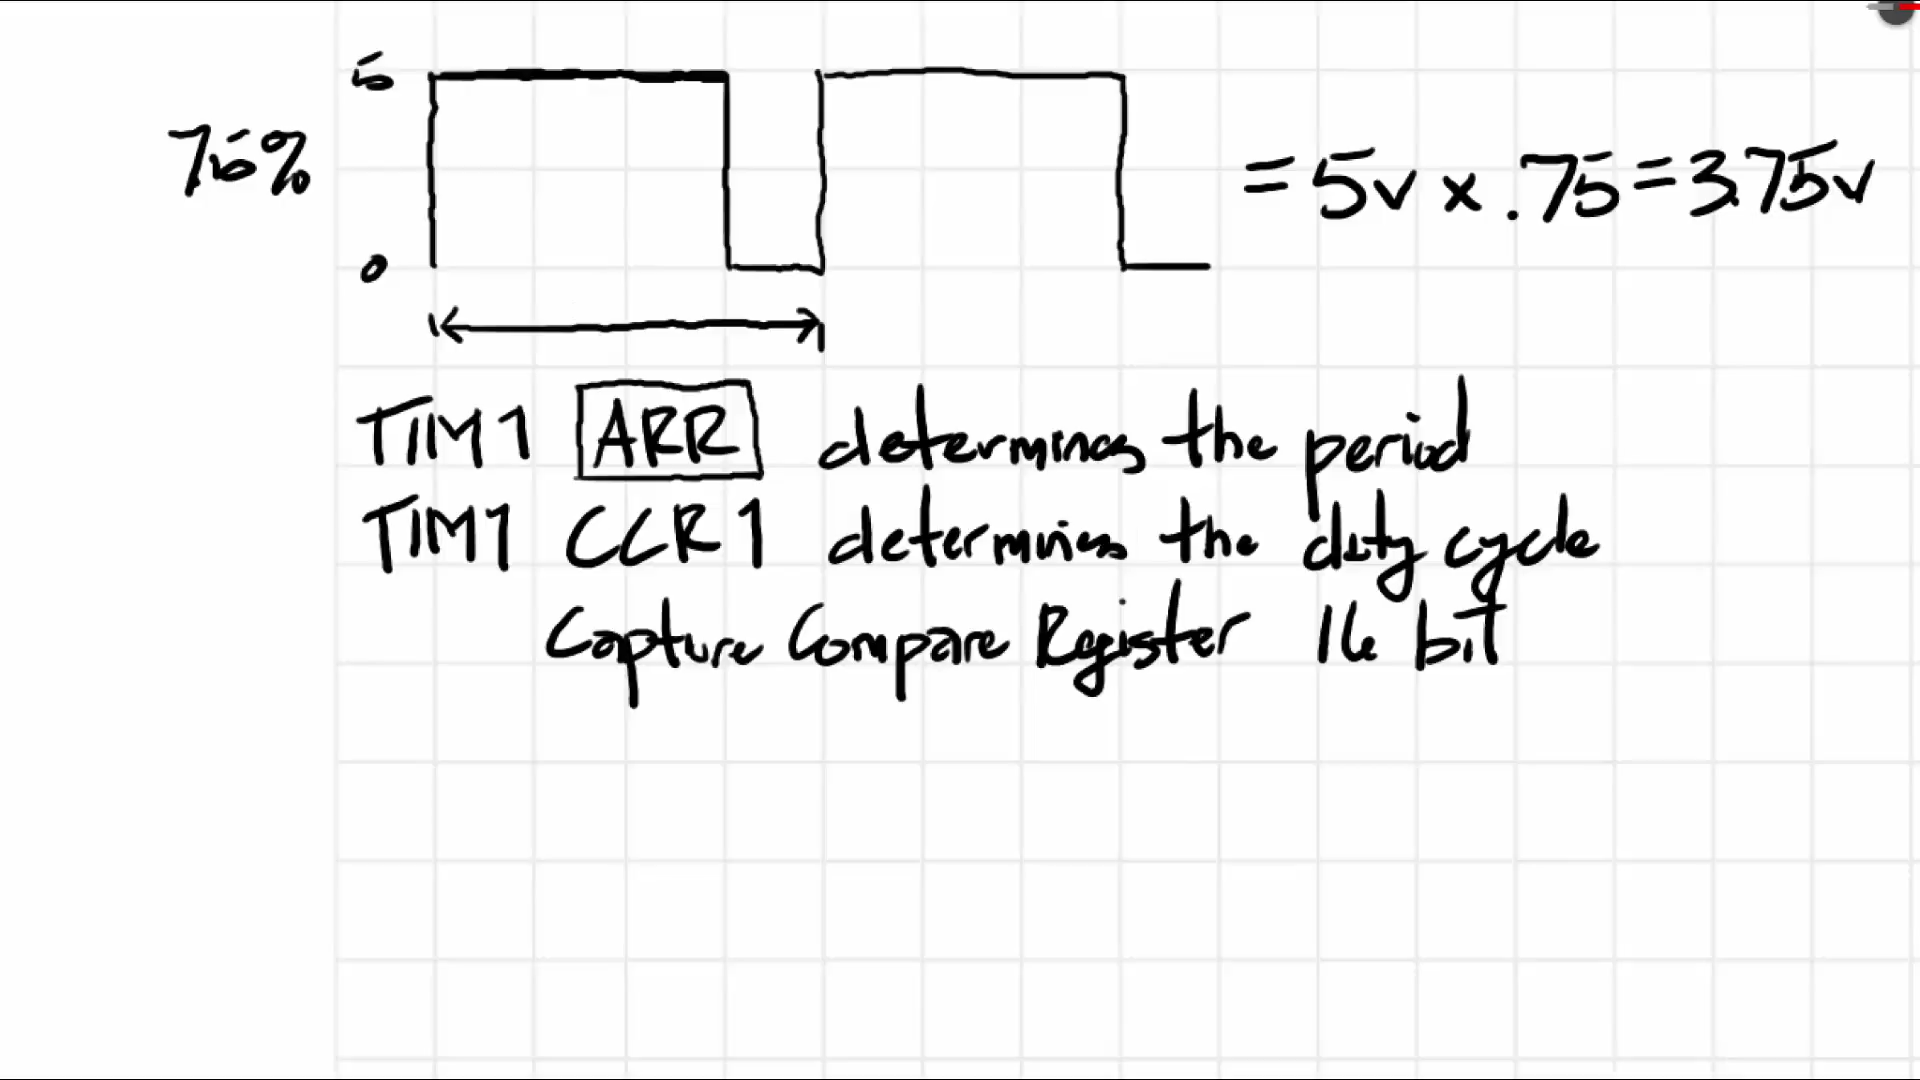 5
75%
0
= 5v x .75 = 3.75v
TIM1 ARR determines the period
TIM1 CCR1 determines the duty cycle
Capture Compare Register 16 bit